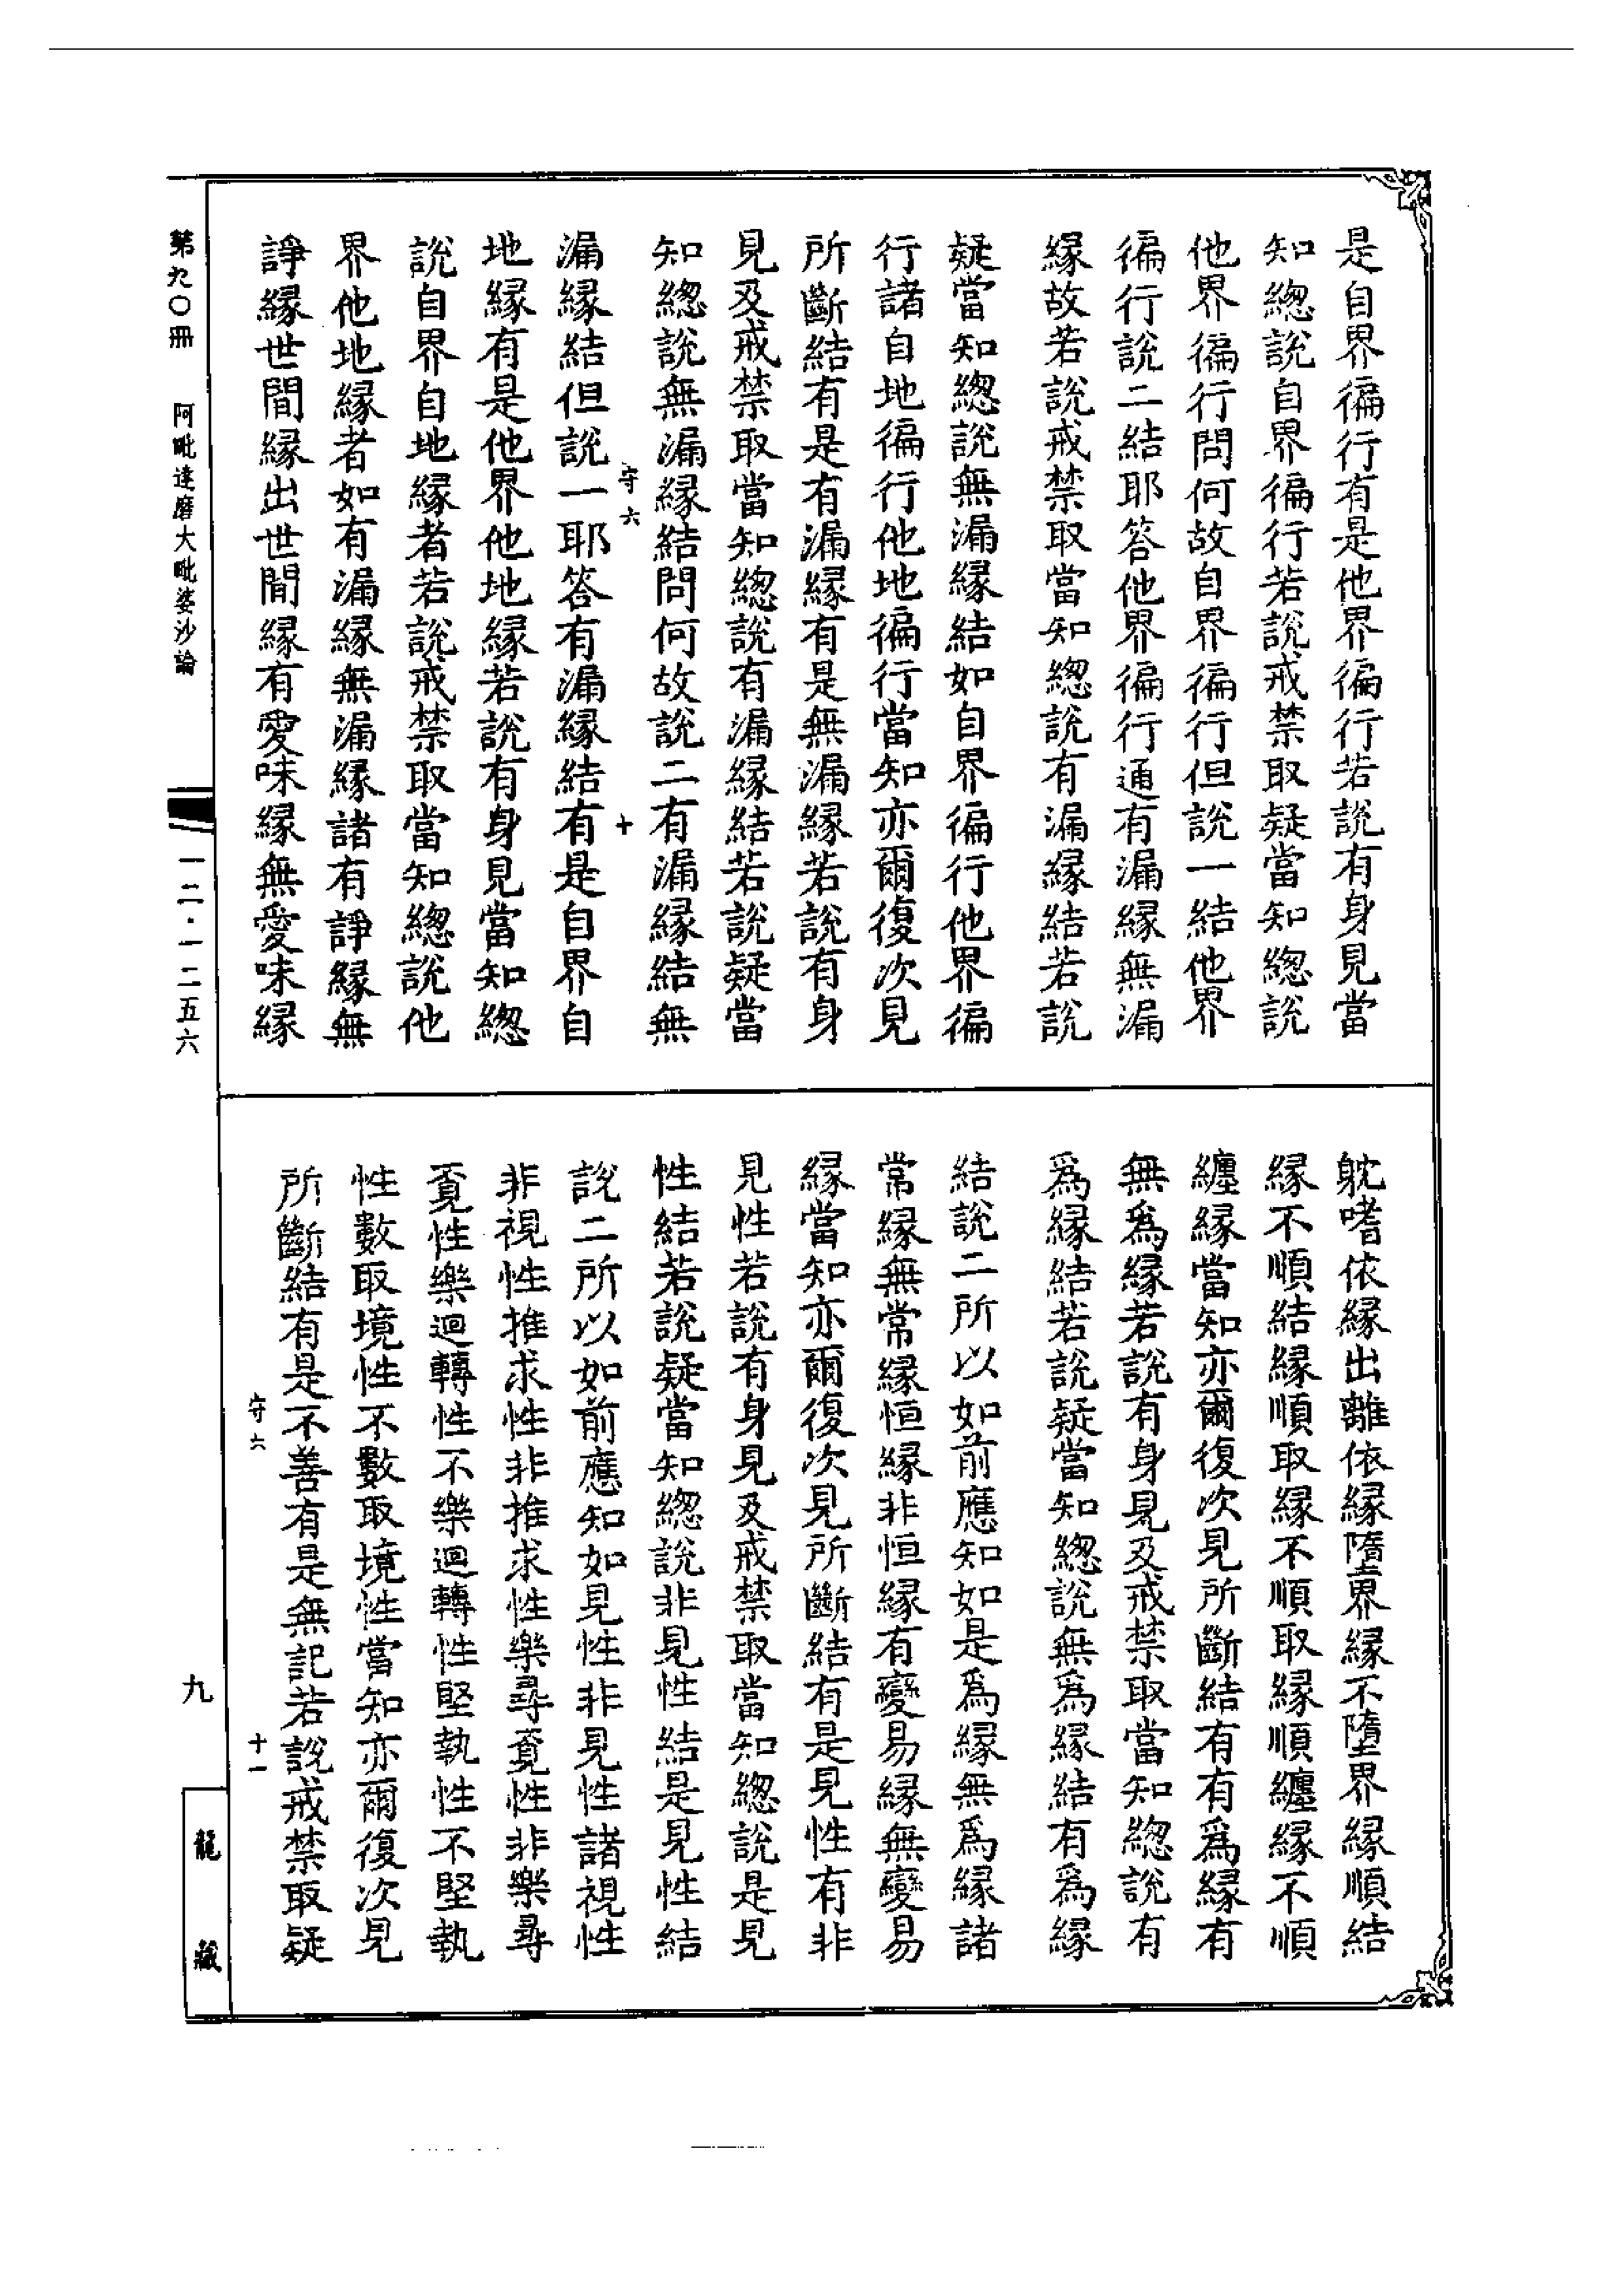 是自界徧行有是他界徧行若說有身見當
知總說自界徧行若說戒禁取疑當知總說
他界徧行問何故自界徧行但說一結他界
徧行說二結耶答他界徧行通有漏緣無漏
緣故若說戒禁取當知總說有漏緣結若說
疑當知總說無漏緣結如自界徧行他界徧
行諸自地徧行他地徧行當知亦爾復次見
所斷結有是有漏緣有是無漏緣若說有身
見及戒禁取當知總說有漏緣結若說疑當
知總說無漏緣結問何故說二有漏緣結無
守六 十
漏緣結但說一耶答有漏緣結有是自界自
地緣有是他界他地緣若說有身見當知總
說自界自地緣者若說戒禁取當知總說他
界他地緣者如有漏緣無漏緣諸有諍緣無
諍緣世間緣出世間緣有愛味緣無愛味緣
第九〇冊 阿毗達磨大毗婆沙論
一二·一二五六
躭嗜依緣出離依緣墮界緣不墮界緣順結
緣不順結緣順取緣不順取緣順纏緣不順
纏緣當知亦爾復次見所斷結有有爲緣有
無爲緣若說有身見及戒禁取當知總說有
爲緣結若說疑當知總說無爲緣結有爲緣
結說二所以如前應知如是爲緣無爲緣諸
常緣無常緣恒緣非恒緣有變易緣無變易
緣當知亦爾復次見所斷結有是見性有非
見性若說有身見及戒禁取當知總說是見
性結若說疑當知總說非見性結是見性結
說二所以如前應知如見性非見性諸視性
非視性推求性非推求性樂尋覔性非樂尋
覔性樂迴轉性不樂迴轉性堅執性不堅執
性數取境性不數取境性當知亦爾復次見
所斷結有是不善有是無記若說戒禁取疑
守六 十一
九
龍藏